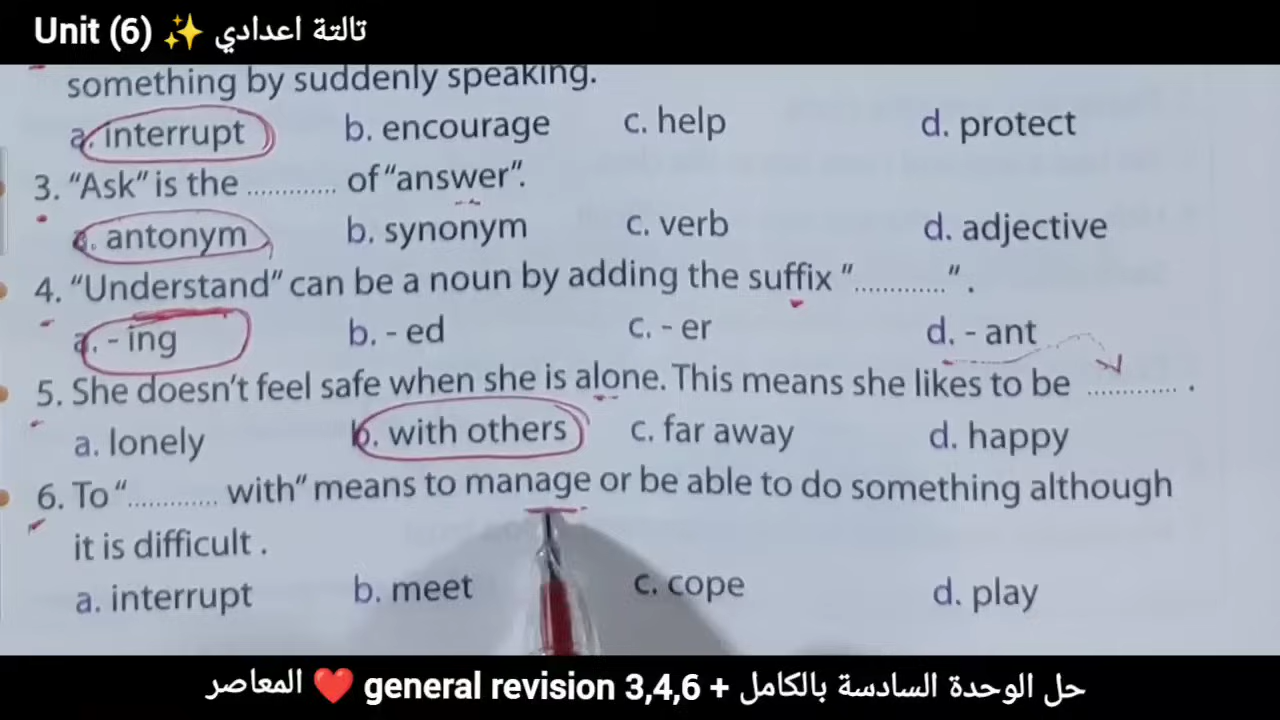 Unit (6) ✨ تالتة اعدادي
something by suddenly speaking.
a. interrupt b. encourage c. help d. protect
3. “Ask” is the ............ of “answer”.
a. antonym b. synonym c. verb d. adjective
4. “Understand” can be a noun by adding the suffix “............”.
a. - ing b. - ed c. - er d. - ant
5. She doesn’t feel safe when she is alone. This means she likes to be ............ .
a. lonely b. with others c. far away d. happy
6. To “............ with“ means to manage or be able to do something although
it is difficult .
a. interrupt b. meet c. cope d. play
حل الوحدة السادسة بالكامل + general revision 3,4,6 ❤️ المعاصر